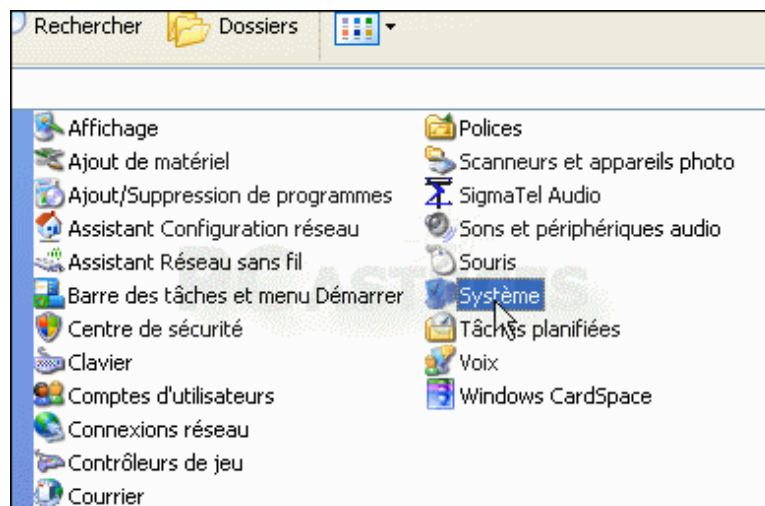 Rechercher Dossiers
Affichage
Ajout de matériel
Ajout/Suppression de programmes
Assistant Configuration réseau
Assistant Réseau sans fil
Barre des tâches et menu Démarrer
Centre de sécurité
Clavier
Comptes d'utilisateurs
Connexions réseau
Contrôleurs de jeu
Courrier
Polices
Scanneurs et appareils photo
SigmaTel Audio
Sons et périphériques audio
Souris
Système
Tâches planifiées
Voix
Windows CardSpace
PC ASTUCES